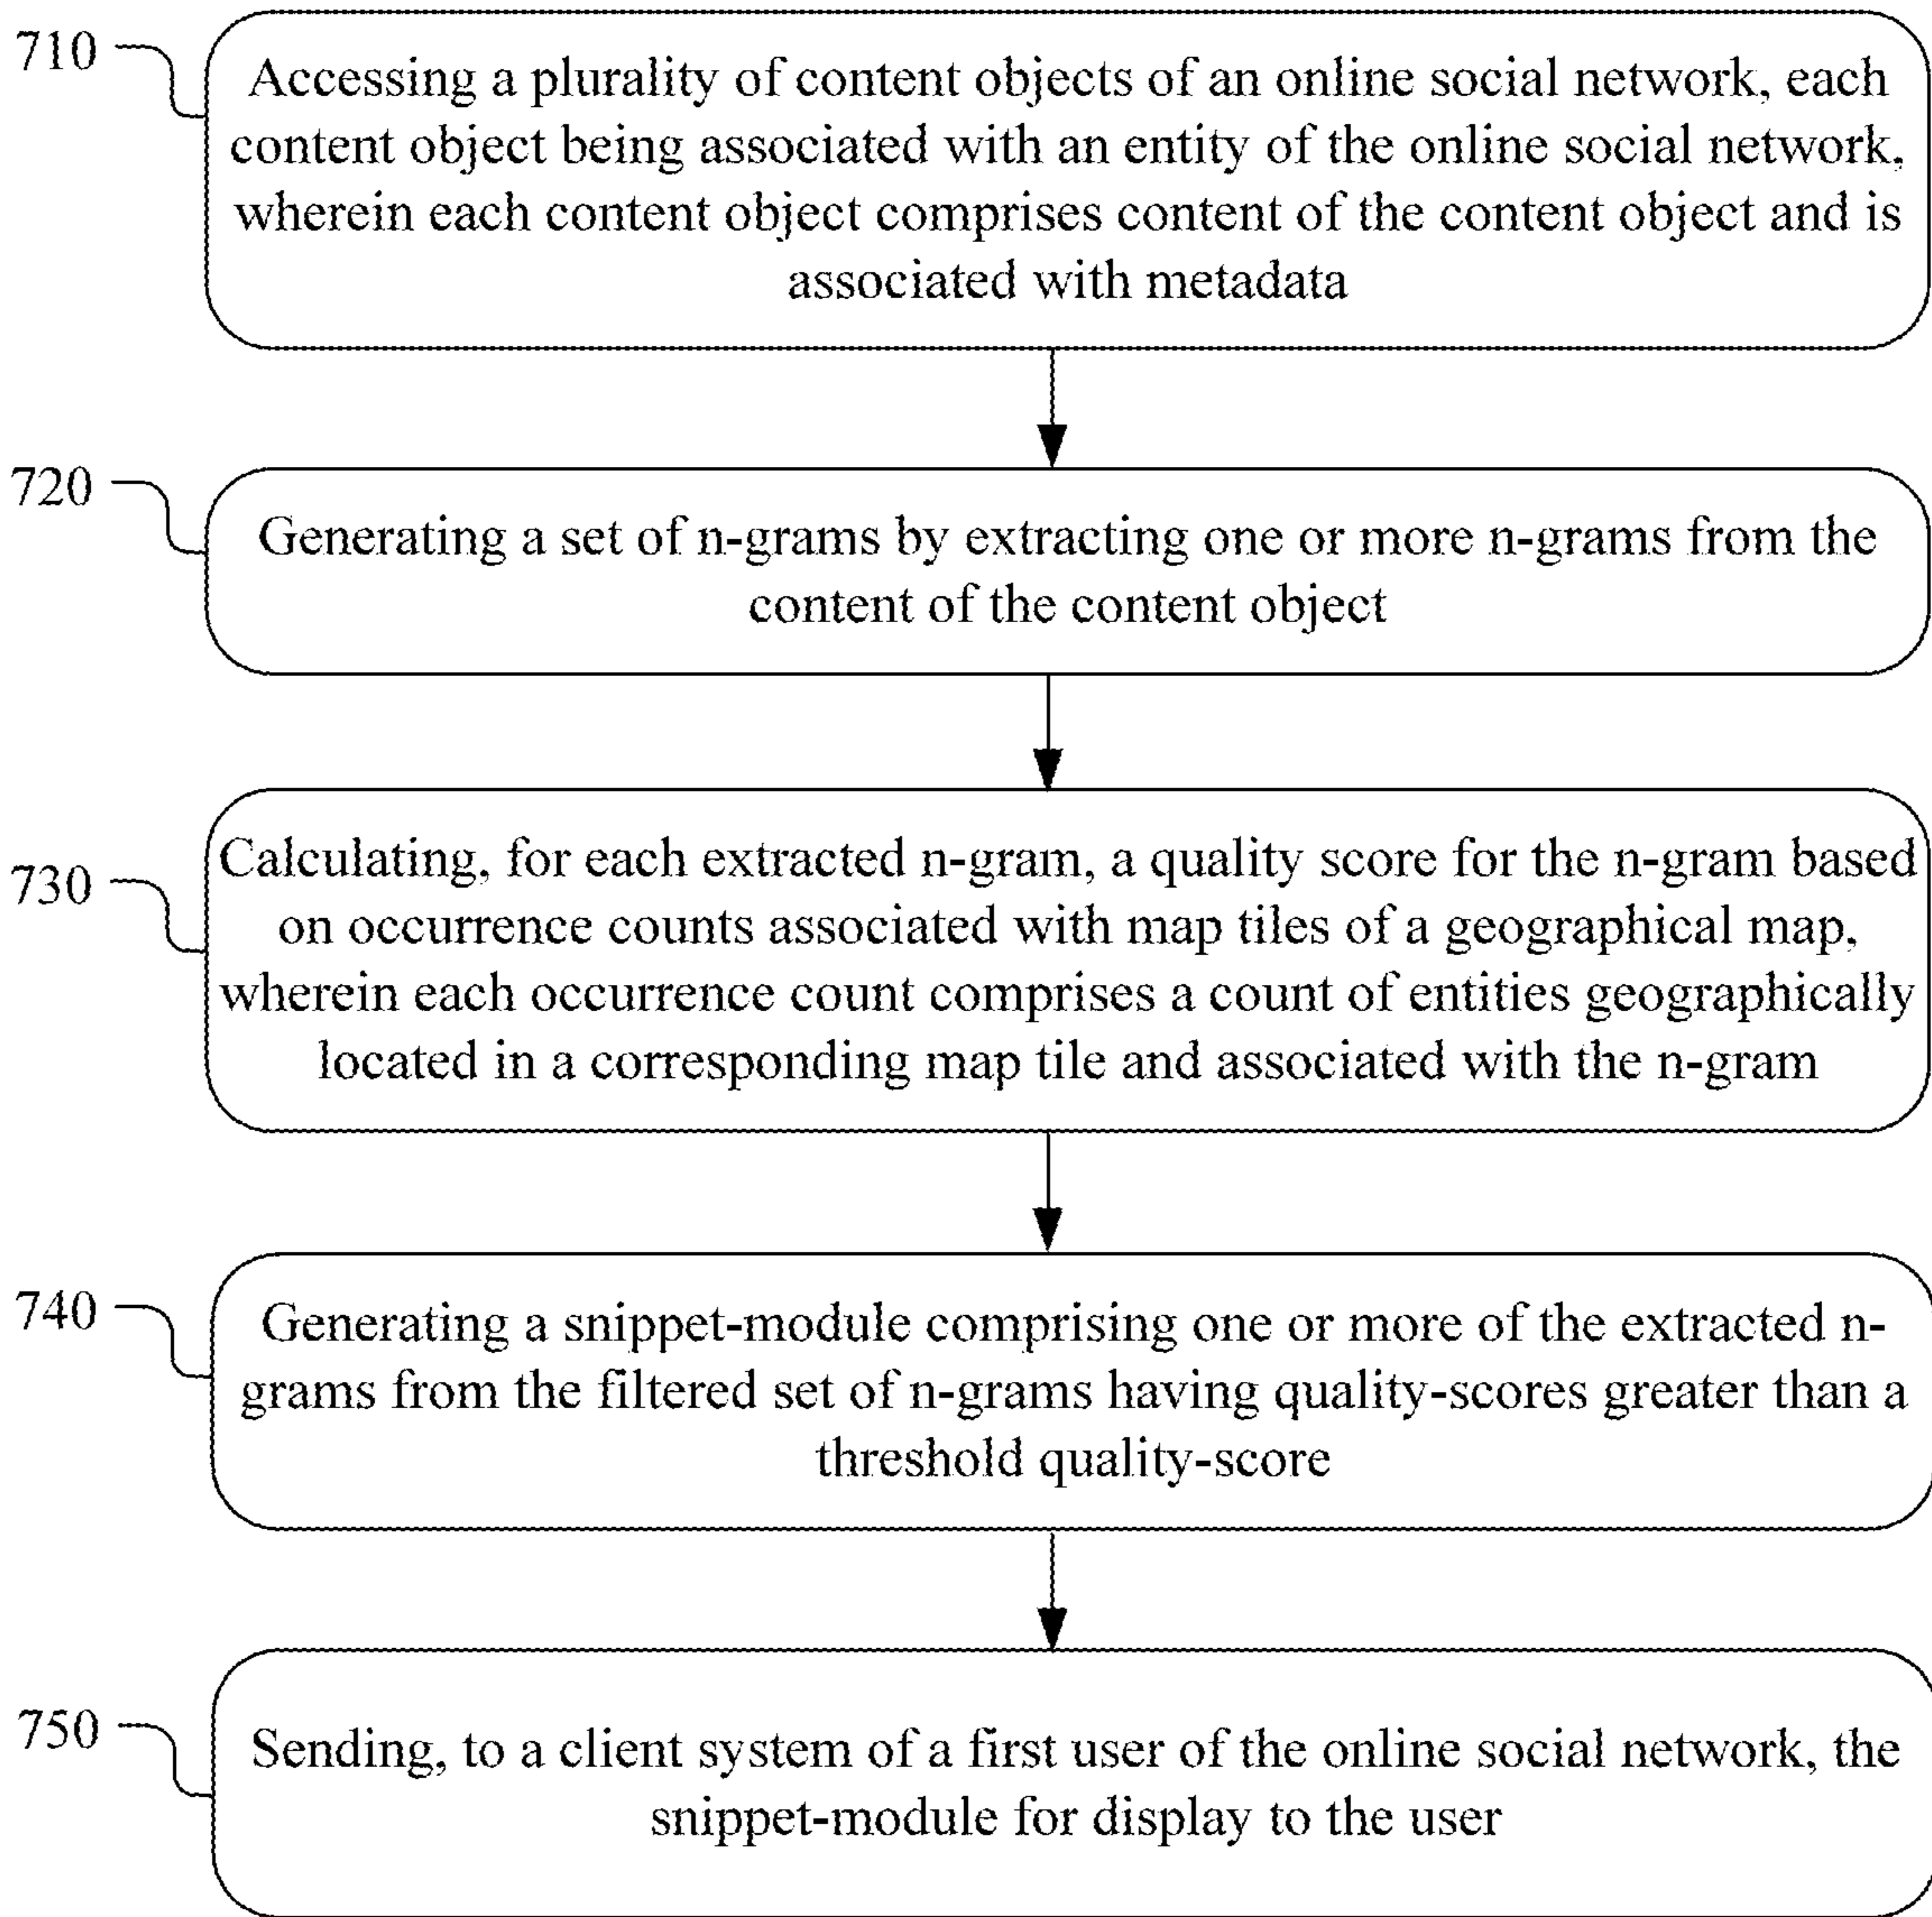 710
Accessing a plurality of content objects of an online social network, each
content object being associated with an entity of the online social network,
wherein each content object comprises content of the content object and is
associated with metadata
720
Generating a set of n-grams by extracting one or more n-grams from the
content of the content object
730
Calculating, for each extracted n-gram, a quality score for the n-gram based
on occurrence counts associated with map tiles of a geographical map,
wherein each occurrence count comprises a count of entities geographically
located in a corresponding map tile and associated with the n-gram
740
Generating a snippet-module comprising one or more of the extracted n-
grams from the filtered set of n-grams having quality-scores greater than a
threshold quality-score
750
Sending, to a client system of a first user of the online social network, the
snippet-module for display to the user